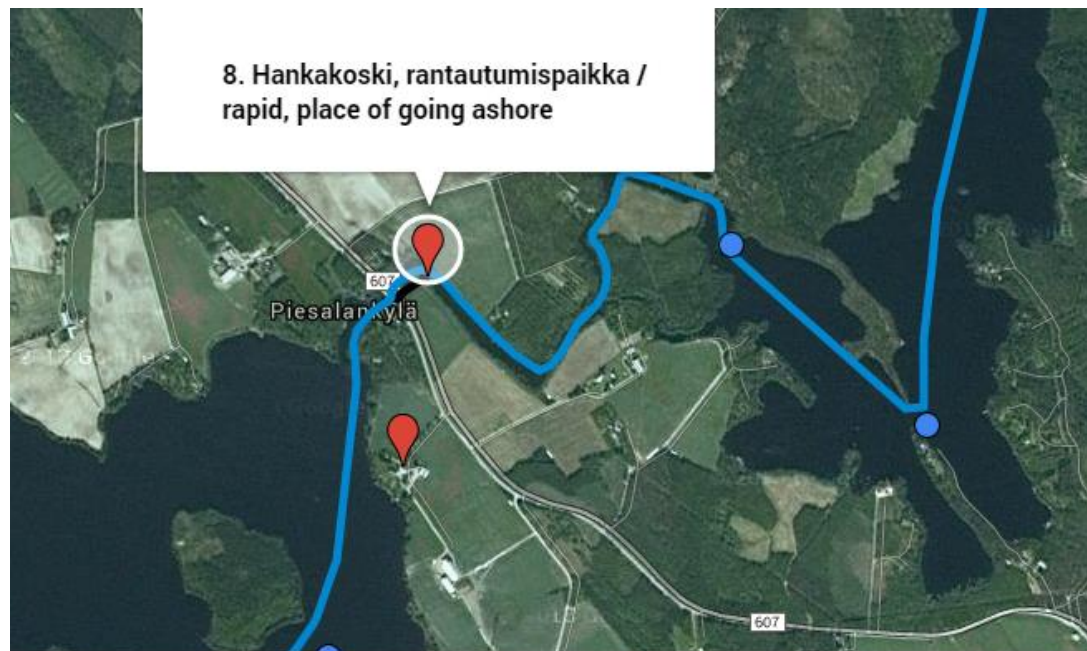 8. Hankakoski, rantautumispaikka /
rapid, place of going ashore
607
Piesalankylä
607